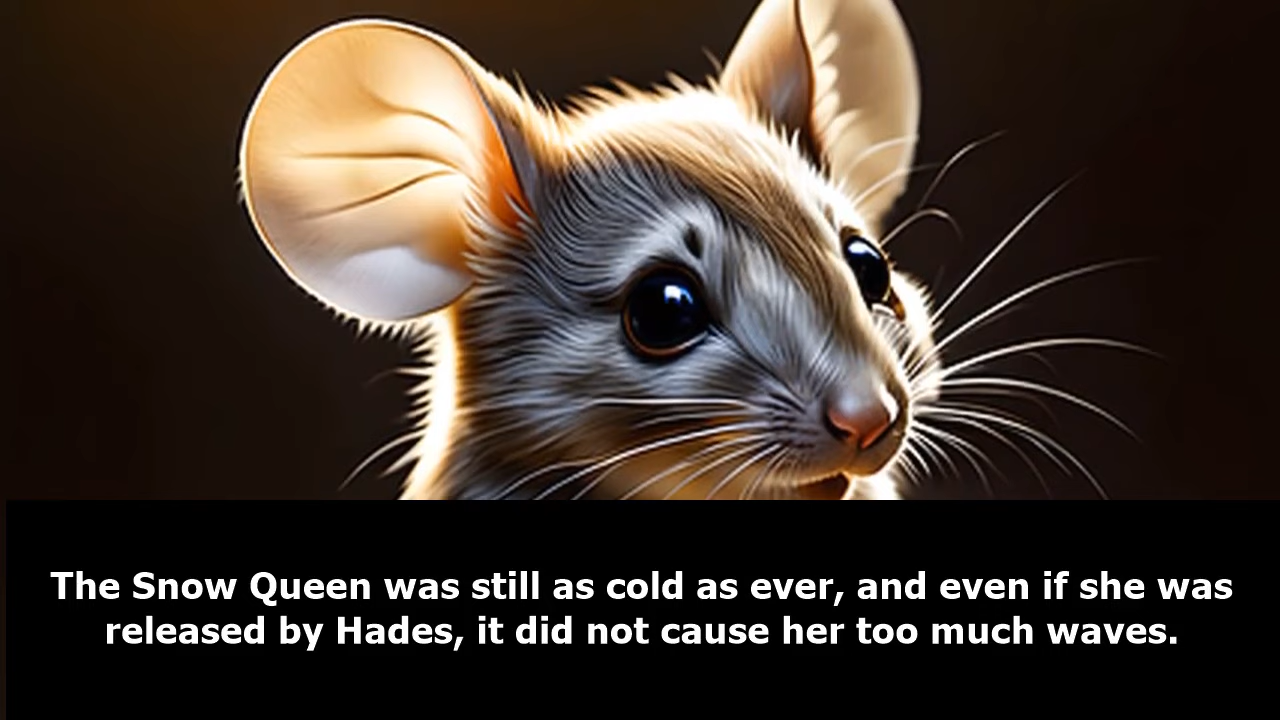 The Snow Queen was still as cold as ever, and even if she was
released by Hades, it did not cause her too much waves.